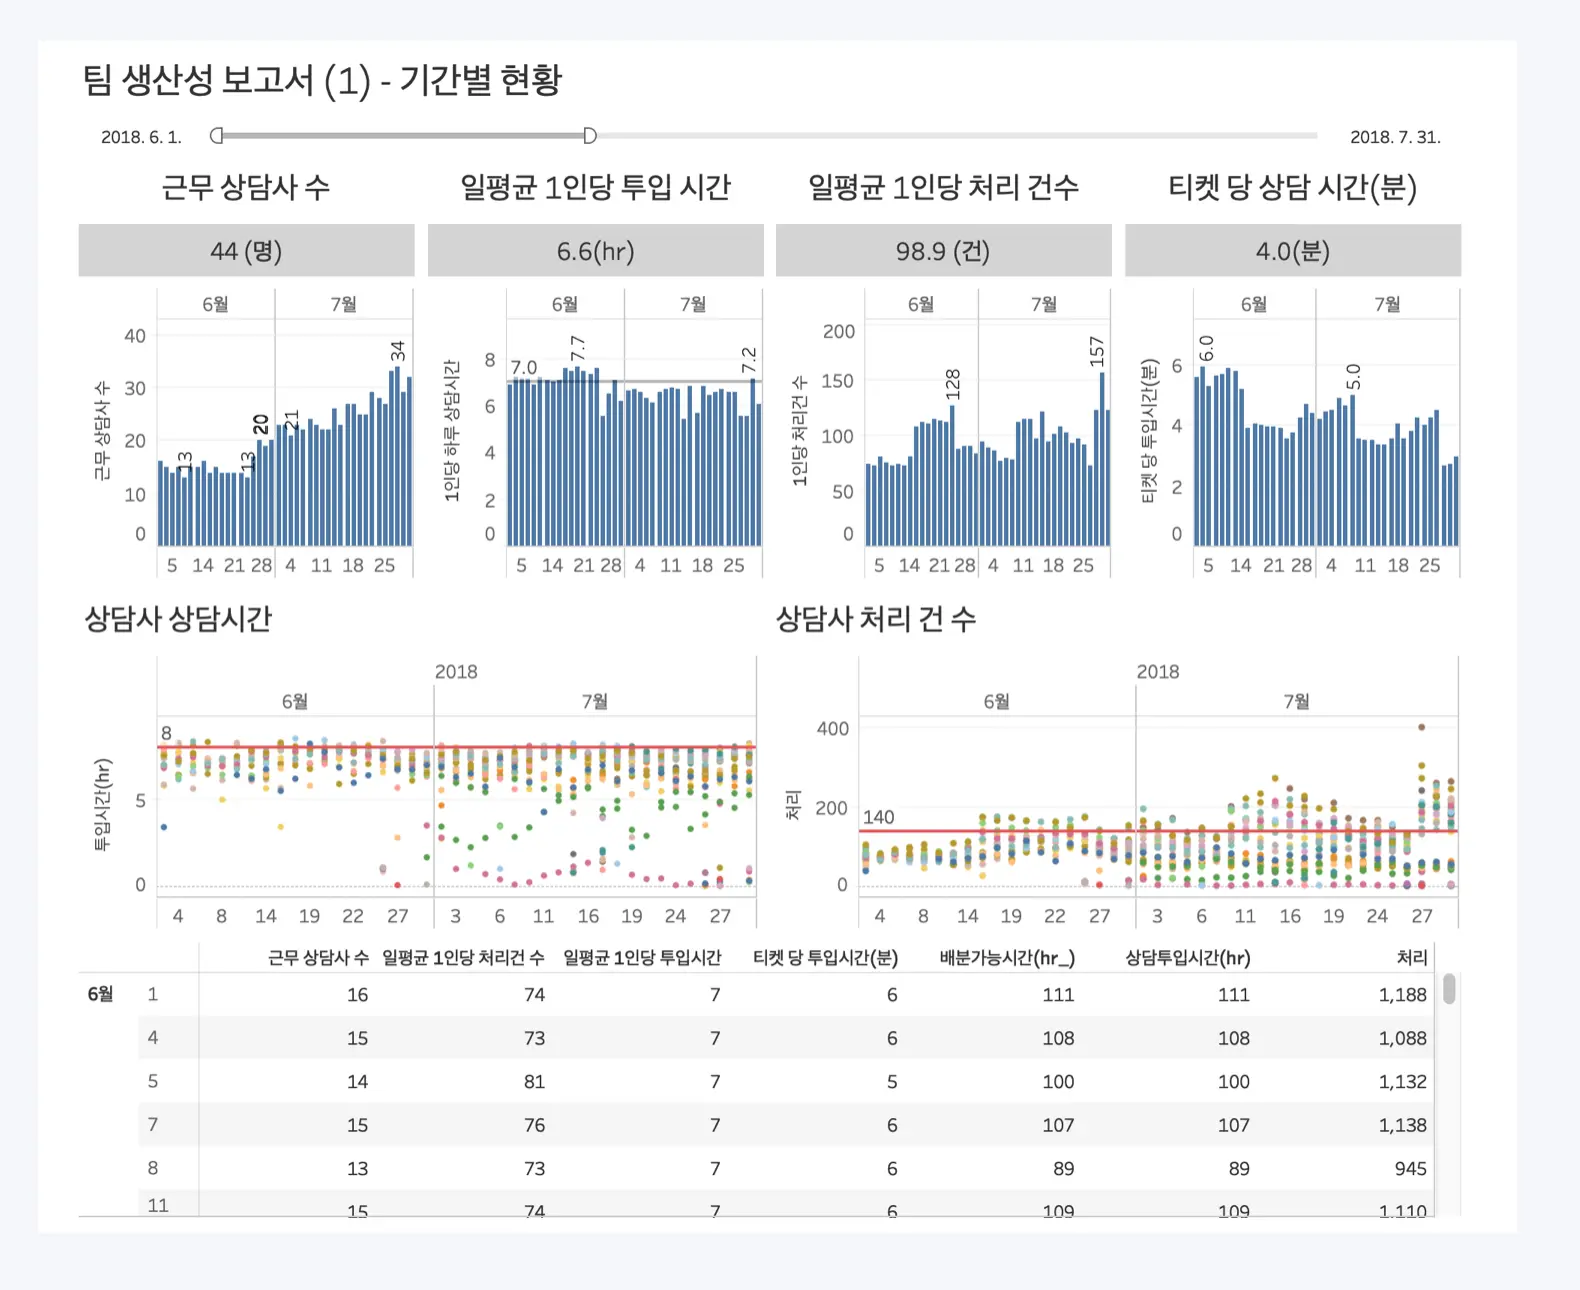 팀 생산성 보고서 (1) - 기간별 현황
2018. 6. 1. 2018. 7. 31.
근무 상담사 수 일평균 1인당 투입 시간 일평균 1인당 처리 건수 티켓 당 상담 시간(분)
44 (명) 6.6(hr) 98.9 (건) 4.0(분)
근무 상담사 수
6월 7월
40
30
20
10
0
13 13 20 21 34
5 14 21 28 4 11 18 25
1인당 하루 상담시간
6월 7월
8
6
4
2
0
7.0 7.7 7.2
5 14 21 28 4 11 18 25
1인당 처리건 수
6월 7월
200
150
100
50
0
128 157
5 14 21 28 4 11 18 25
티켓 당 투입시간(분)
6월 7월
6
4
2
0
6.0 5.0
5 14 21 28 4 11 18 25
상담사 상담시간
2018
6월 7월
투입시간(hr)
8
5
0
4 8 14 19 22 27 3 6 11 16 19 24 27
상담사 처리 건 수
2018
6월 7월
처리
400
200
140
0
4 8 14 19 22 27 3 6 11 16 19 24 27
근무 상담사 수 일평균 1인당 처리건 수 일평균 1인당 투입시간 티켓 당 투입시간(분) 배분가능시간(hr_) 상담투입시간(hr) 처리
6월 1 16 74 7 6 111 111 1,188
4 15 73 7 6 108 108 1,088
5 14 81 7 5 100 100 1,132
7 15 76 7 6 107 107 1,138
8 13 73 7 6 89 89 945
11 15 74 7 6 109 109 1,110